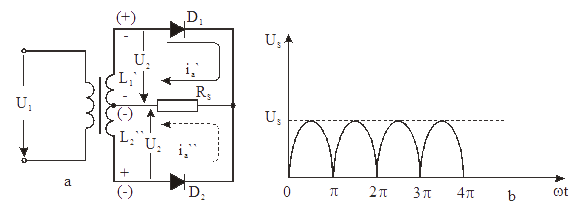 (+)
D₁
-
U₂
iₐ'
L₁'
-
Rₛ
U₁
(-)
L₂''
U₂
iₐ''
+
(-)
D₂
a
Uₛ
Uₛ
0 π 2π 3π 4π ωt
b